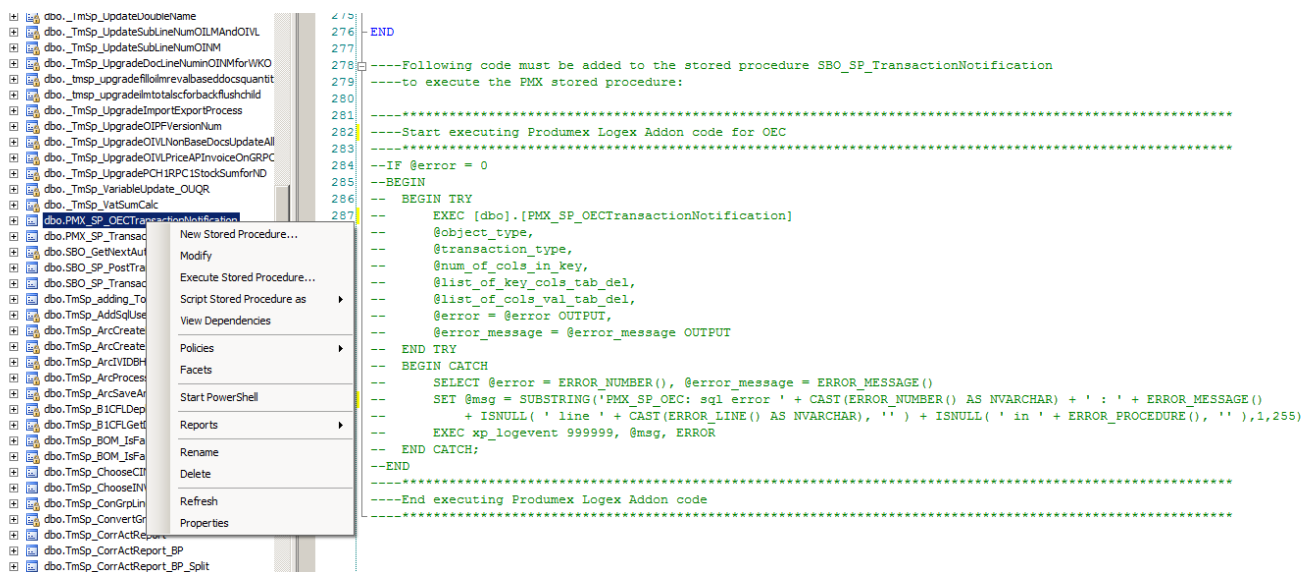 dbo._TmSp_UpdateDoubleName
dbo._TmSp_UpdateSubLineNumOILMAndOIVL
dbo._TmSp_UpdateSubLineNumOINM
dbo._TmSp_UpgradeDocLineNuminOINMforWKO
dbo._tmsp_upgradefilloilmrevalbaseddocsquantit
dbo._tmsp_upgradeilmtotalscforbackflushchild
dbo._TmSp_UpgradeImportExportProcess
dbo._TmSp_UpgradeOIPFVersionNum
dbo._TmSp_UpgradeOIVLNonBaseDocsUpdateAll
dbo._TmSp_UpgradeOIVLPriceAPInvoiceOnGRPC
dbo._TmSp_UpgradePCH1RPC1StockSumforND
dbo._TmSp_VariableUpdate_OUQR
dbo._TmSp_VatSumCalc
dbo.PMX_SP_OECTransactionNotification
dbo.PMX_SP_Transac
dbo.SBO_GetNextAut
dbo.SBO_SP_PostTra
dbo.SBO_SP_Transac
dbo.TmSp_adding_To
dbo.TmSp_AddSqlUse
dbo.TmSp_ArcCreate
dbo.TmSp_ArcCreate
dbo.TmSp_ArcIVIDBH
dbo.TmSp_ArcProces
dbo.TmSp_ArcSaveAr
dbo.TmSp_B1CFLDep
dbo.TmSp_B1CFLGetI
dbo.TmSp_BOM_IsFa
dbo.TmSp_BOM_IsFa
dbo.TmSp_ChooseCI
dbo.TmSp_ChooseIN
dbo.TmSp_ConGrpLin
dbo.TmSp_ConvertGr
dbo.TmSp_CorrActReport
dbo.TmSp_CorrActReport_BP
dbo.TmSp_CorrActReport_BP_Split
New Stored Procedure...
Modify
Execute Stored Procedure...
Script Stored Procedure as
View Dependencies
Policies
Facets
Start PowerShell
Reports
Rename
Delete
Refresh
Properties
275
276 END
277
278 ----Following code must be added to the stored procedure SBO_SP_TransactionNotification
279 ----to execute the PMX stored procedure:
280
281 ----****************************************************************************************************
282 ----Start executing Produmex Logex Addon code for OEC
283 ----****************************************************************************************************
284 --IF @error = 0
285 --BEGIN
286 -- BEGIN TRY
287 -- EXEC [dbo].[PMX_SP_OECTransactionNotification]
-- @object_type,
-- @transaction_type,
-- @num_of_cols_in_key,
-- @list_of_key_cols_tab_del,
-- @list_of_cols_val_tab_del,
-- @error = @error OUTPUT,
-- @error_message = @error_message OUTPUT
-- END TRY
-- BEGIN CATCH
-- SELECT @error = ERROR_NUMBER(), @error_message = ERROR_MESSAGE()
-- SET @msg = SUBSTRING('PMX_SP_OEC: sql error ' + CAST(ERROR_NUMBER() AS NVARCHAR) + ' : ' + ERROR_MESSAGE()
-- + ISNULL( ' line ' + CAST(ERROR_LINE() AS NVARCHAR), '' ) + ISNULL( ' in ' + ERROR_PROCEDURE(), '' ),1,255)
-- EXEC xp_logevent 999999, @msg, ERROR
-- END CATCH;
--END
----****************************************************************************************************
----End executing Produmex Logex Addon code
----****************************************************************************************************